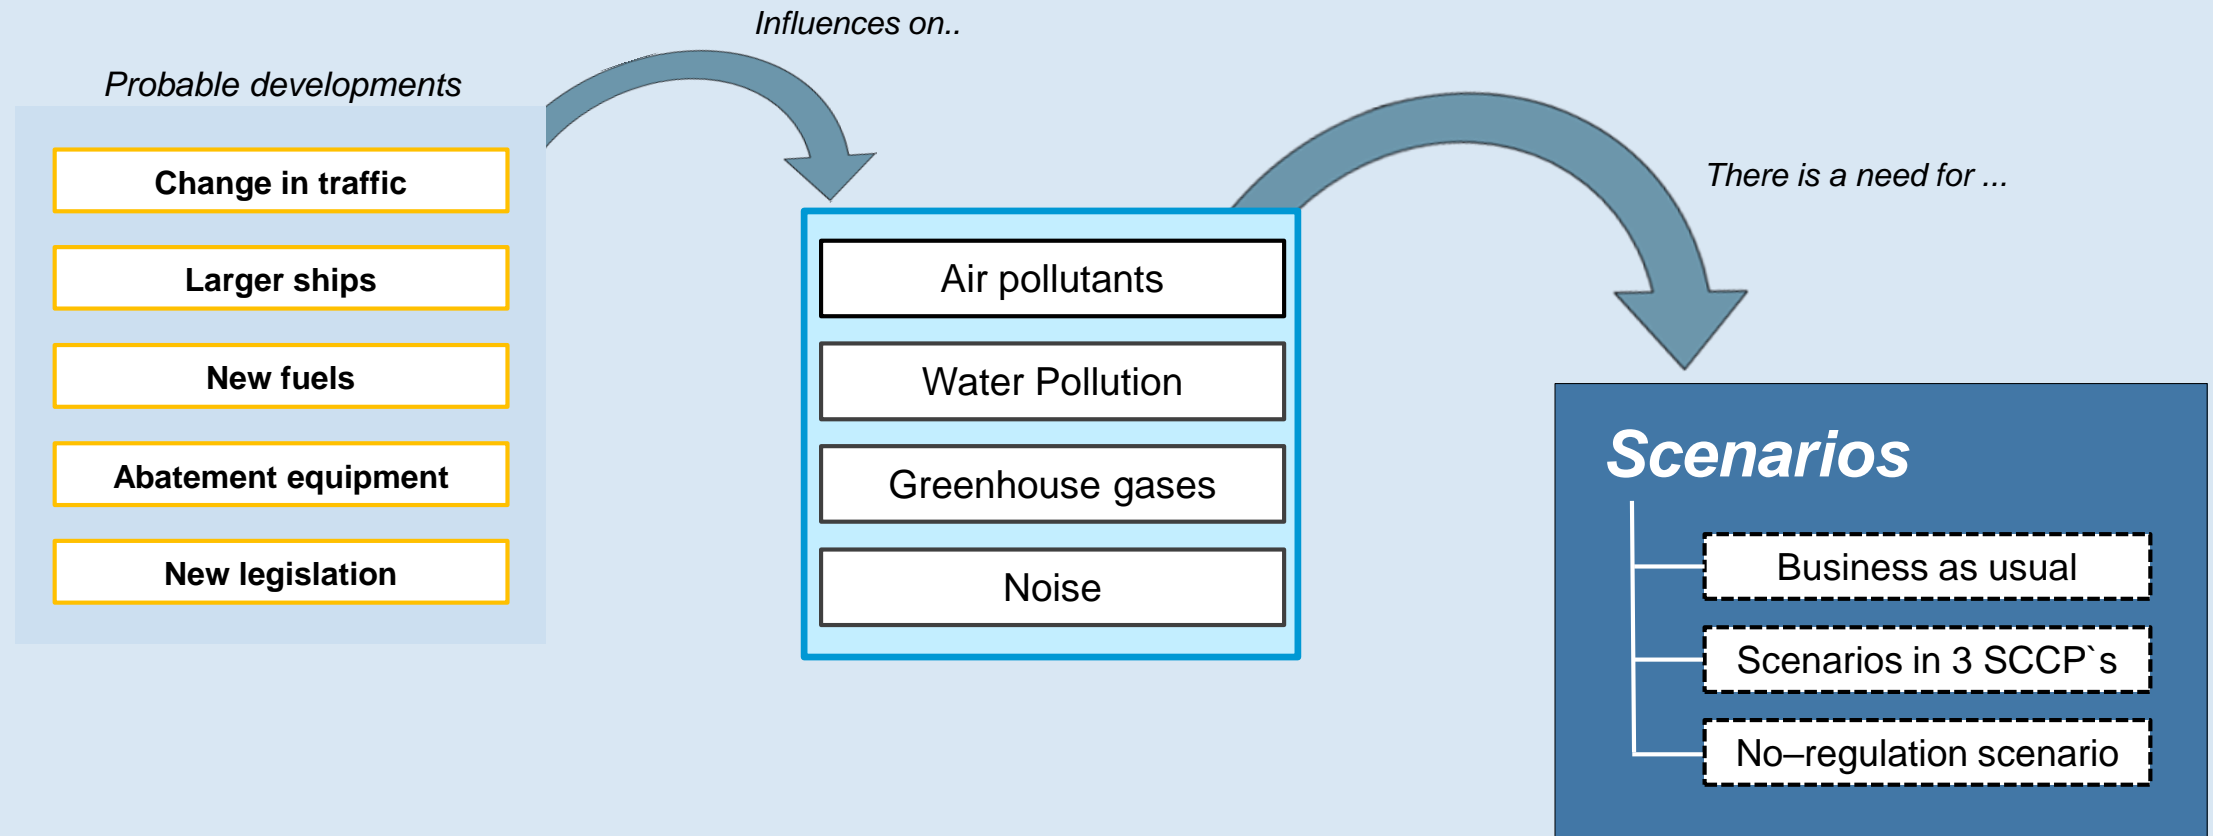 Influences on..
Probable developments
Change in traffic
Larger ships
New fuels
Abatement equipment
New legislation
Air pollutants
Water Pollution
Greenhouse gases
Noise
There is a need for ...
Scenarios
Business as usual
Scenarios in 3 SCCP`s
No–regulation scenario